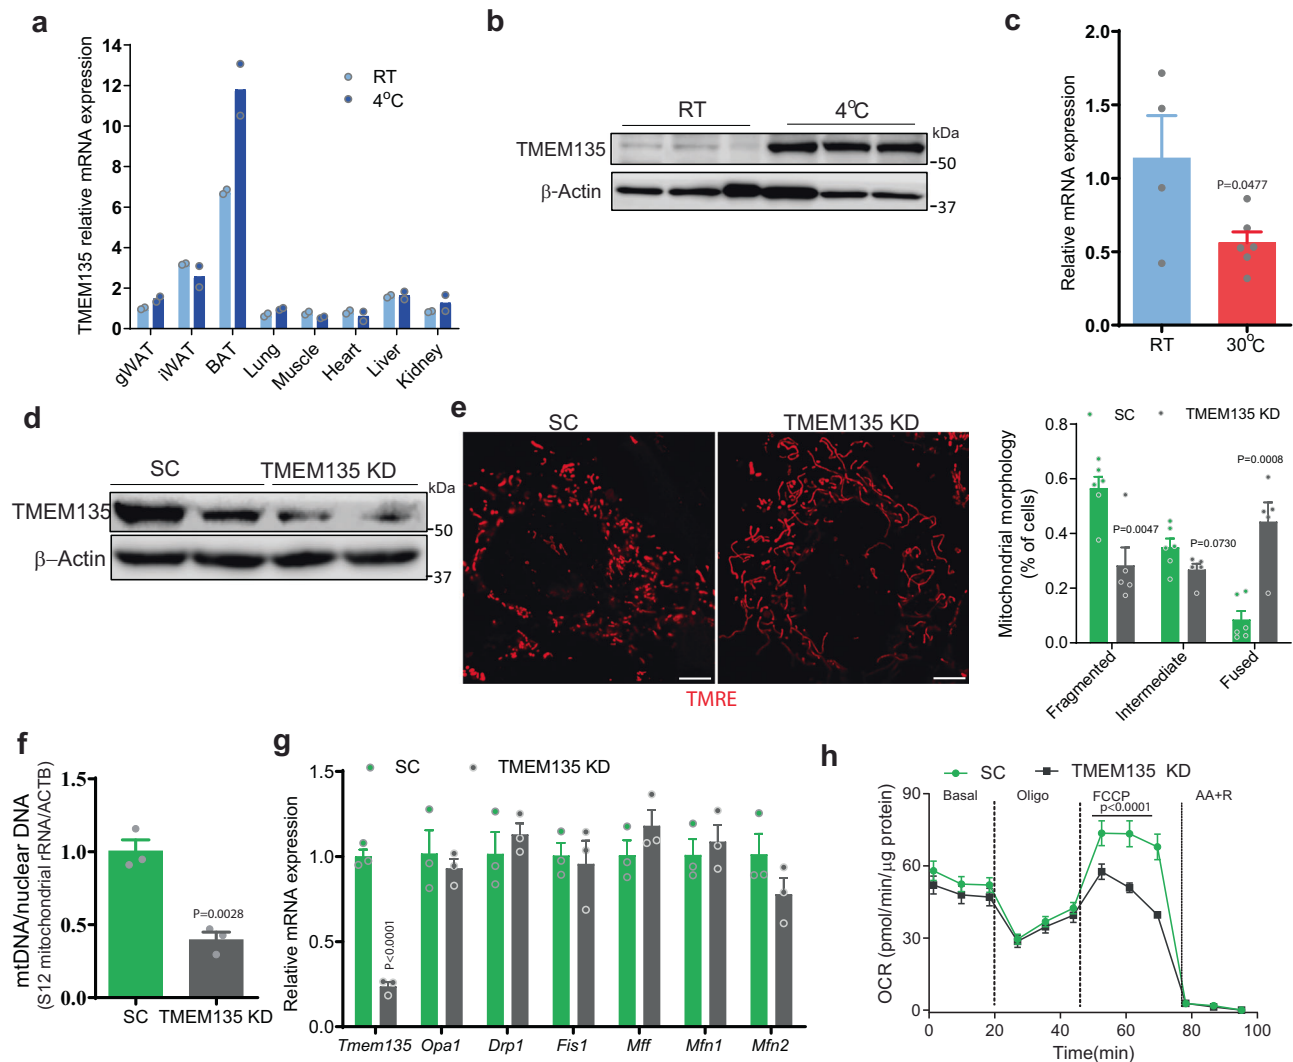 a
TMEM135 relative mRNA expression
14
12
10
8
6
4
2
0
RT
4°C
gWAT
iWAT
BAT
Lung
Muscle
Heart
Liver
Kidney
b
RT
4°C
kDa
TMEM135
-50
β-Actin
-37
c
Relative mRNA expression
2.0
1.5
1.0
0.5
0.0
P=0.0477
RT
30°C
d
SC
TMEM135 KD
kDa
TMEM135
-50
β-Actin
-37
e
SC
TMEM135 KD
TMRE
SC
TMEM135 KD
Mitochondrial morphology
(% of cells)
0.8
0.6
0.4
0.2
0.0
P=0.0047
P=0.0730
P=0.0008
Fragmented
Intermediate
Fused
f
mtDNA/nuclear DNA
(S12 mitochondrial rRNA/ACTB)
1.5
1.0
0.5
0.0
P=0.0028
SC
TMEM135 KD
g
SC
TMEM135 KD
Relative mRNA expression
1.5
1.0
0.5
0.0
P<0.0001
Tmem135
Opa1
Drp1
Fis1
Mff
Mfn1
Mfn2
h
SC
TMEM135 KD
OCR (pmol/min/µg protein)
90
60
30
0
Basal
Oligo
FCCP
p<0.0001
AA+R
0
20
40
60
80
100
Time(min)